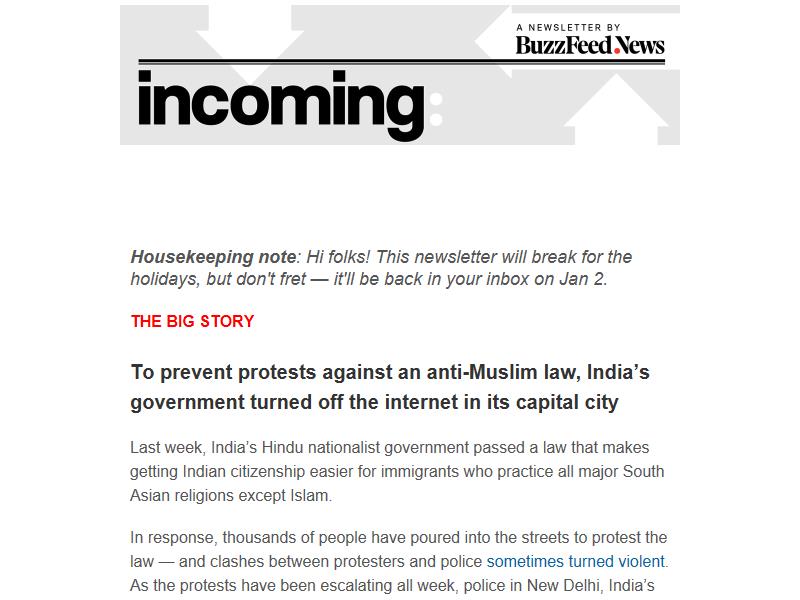 A NEWSLETTER BY
BuzzFeed.News
incoming:
Housekeeping note: Hi folks! This newsletter will break for the
holidays, but don't fret — it'll be back in your inbox on Jan 2.
THE BIG STORY
To prevent protests against an anti-Muslim law, India’s
government turned off the internet in its capital city
Last week, India’s Hindu nationalist government passed a law that makes
getting Indian citizenship easier for immigrants who practice all major South
Asian religions except Islam.
In response, thousands of people have poured into the streets to protest the
law — and clashes between protesters and police sometimes turned violent.
As the protests have been escalating all week, police in New Delhi, India’s